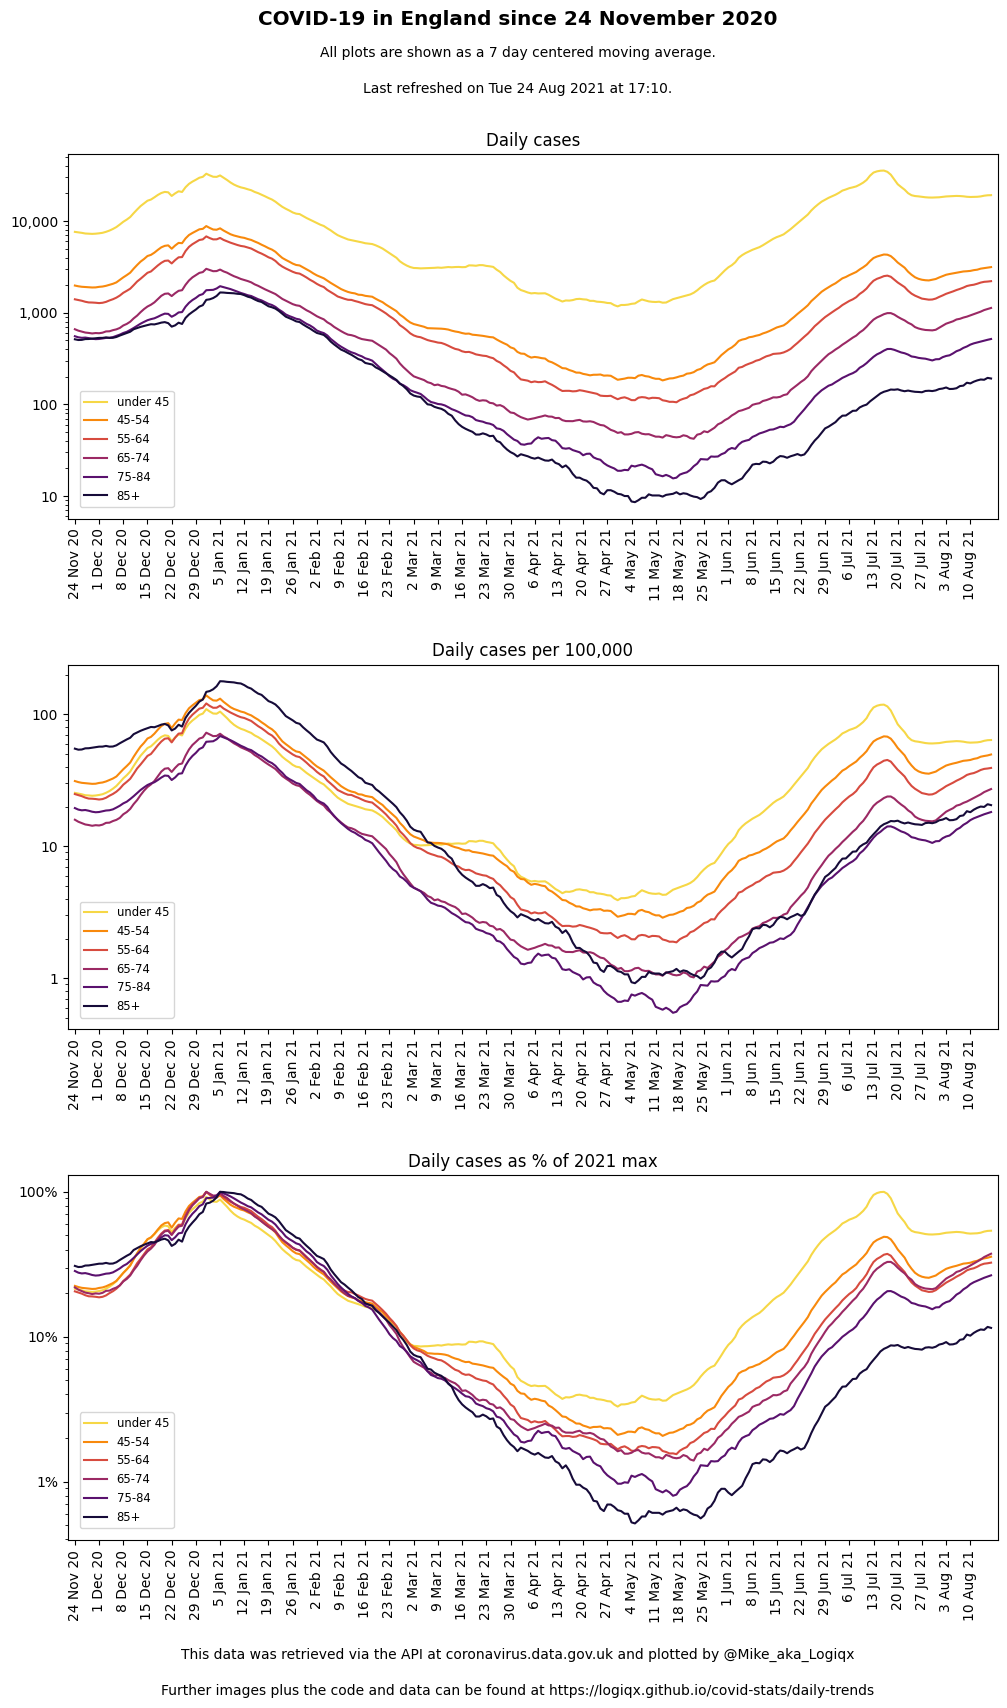 COVID-19 in England since 24 November 2020
All plots are shown as a 7 day centered moving average.
Last refreshed on Tue 24 Aug 2021 at 17:10.
Daily cases
10,000
1,000
100
10
under 45
45-54
55-64
65-74
75-84
85+
24 Nov 20
1 Dec 20
8 Dec 20
15 Dec 20
22 Dec 20
29 Dec 20
5 Jan 21
12 Jan 21
19 Jan 21
26 Jan 21
2 Feb 21
9 Feb 21
16 Feb 21
23 Feb 21
2 Mar 21
9 Mar 21
16 Mar 21
23 Mar 21
30 Mar 21
6 Apr 21
13 Apr 21
20 Apr 21
27 Apr 21
4 May 21
11 May 21
18 May 21
25 May 21
1 Jun 21
8 Jun 21
15 Jun 21
22 Jun 21
29 Jun 21
6 Jul 21
13 Jul 21
20 Jul 21
27 Jul 21
3 Aug 21
10 Aug 21
Daily cases per 100,000
100
10
1
under 45
45-54
55-64
65-74
75-84
85+
24 Nov 20
1 Dec 20
8 Dec 20
15 Dec 20
22 Dec 20
29 Dec 20
5 Jan 21
12 Jan 21
19 Jan 21
26 Jan 21
2 Feb 21
9 Feb 21
16 Feb 21
23 Feb 21
2 Mar 21
9 Mar 21
16 Mar 21
23 Mar 21
30 Mar 21
6 Apr 21
13 Apr 21
20 Apr 21
27 Apr 21
4 May 21
11 May 21
18 May 21
25 May 21
1 Jun 21
8 Jun 21
15 Jun 21
22 Jun 21
29 Jun 21
6 Jul 21
13 Jul 21
20 Jul 21
27 Jul 21
3 Aug 21
10 Aug 21
Daily cases as % of 2021 max
100%
10%
1%
under 45
45-54
55-64
65-74
75-84
85+
24 Nov 20
1 Dec 20
8 Dec 20
15 Dec 20
22 Dec 20
29 Dec 20
5 Jan 21
12 Jan 21
19 Jan 21
26 Jan 21
2 Feb 21
9 Feb 21
16 Feb 21
23 Feb 21
2 Mar 21
9 Mar 21
16 Mar 21
23 Mar 21
30 Mar 21
6 Apr 21
13 Apr 21
20 Apr 21
27 Apr 21
4 May 21
11 May 21
18 May 21
25 May 21
1 Jun 21
8 Jun 21
15 Jun 21
22 Jun 21
29 Jun 21
6 Jul 21
13 Jul 21
20 Jul 21
27 Jul 21
3 Aug 21
10 Aug 21
This data was retrieved via the API at coronavirus.data.gov.uk and plotted by @Mike_aka_Logiqx
Further images plus the code and data can be found at https://logiqx.github.io/covid-stats/daily-trends